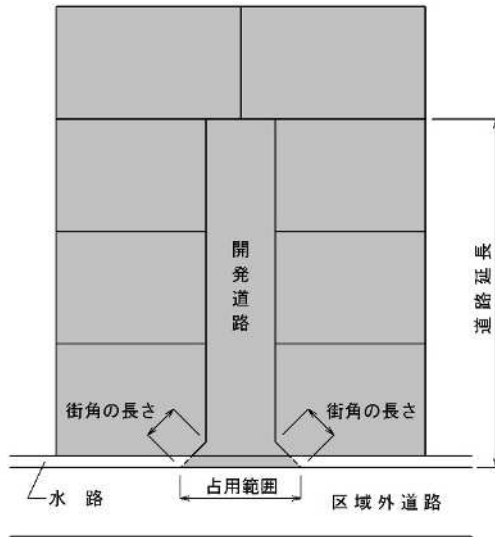 開発道路
道路延長
街角の長さ
街角の長さ
水 路
占用範囲
区域外道路